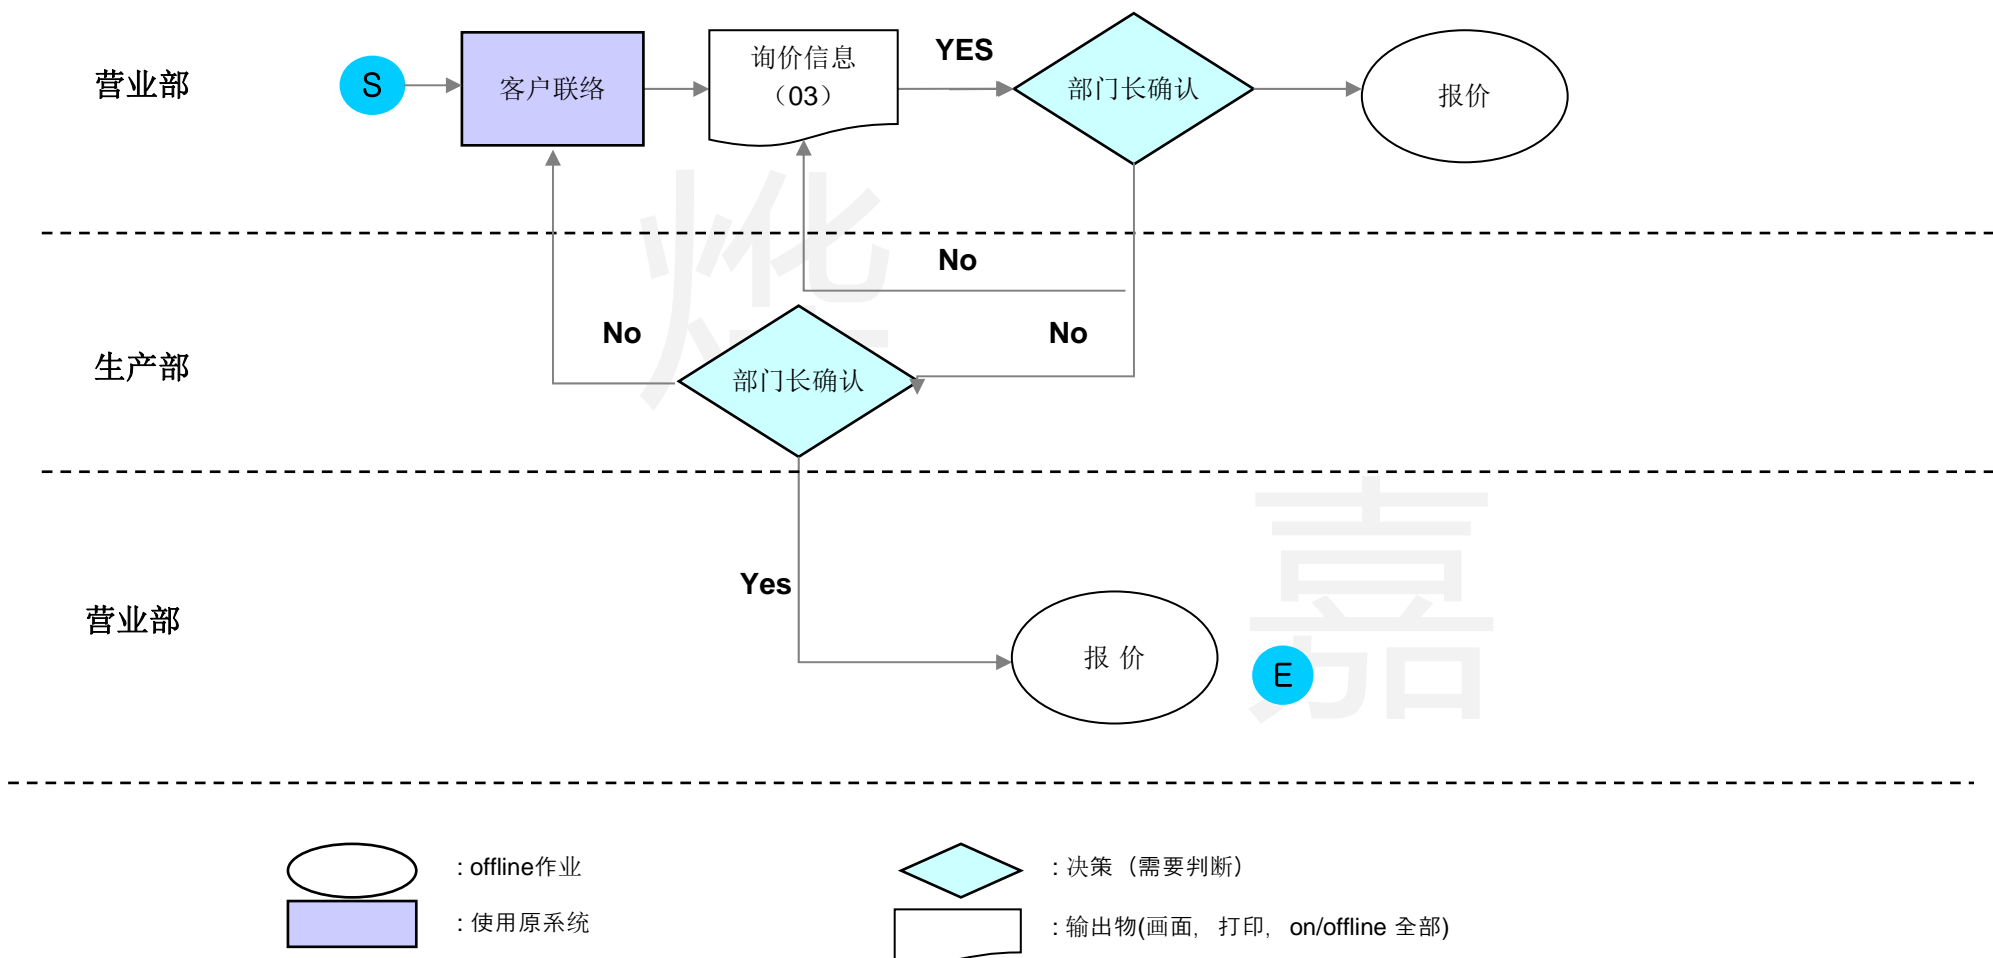 营业部
S
客户联络
询价信息
（03）
YES
部门长确认
报价
No
No
No
生产部
部门长确认
Yes
营业部
报 价
E
烨
嘉
: offline作业
: 决策（需要判断）
: 使用原系统
: 输出物(画面, 打印, on/offline 全部)